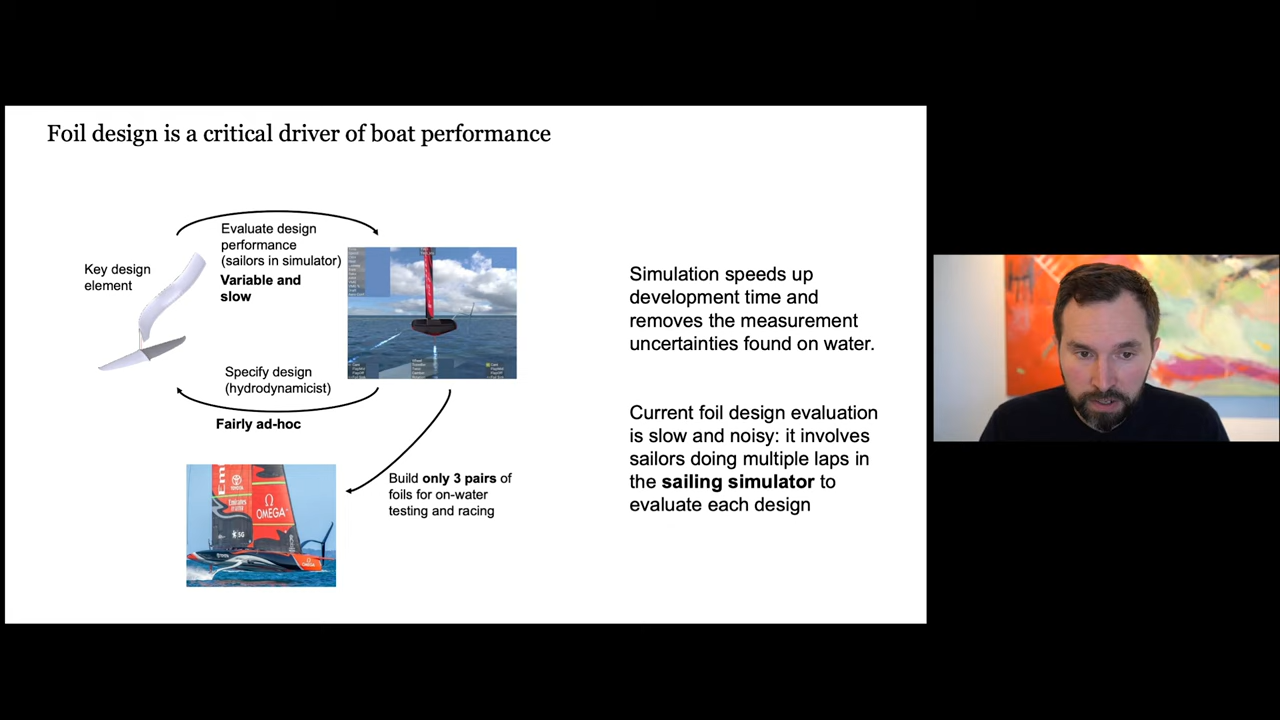 Foil design is a critical driver of boat performance
Evaluate design
performance
(sailors in simulator)
Variable and
slow
Key design
element
Specify design
(hydrodynamicist)
Fairly ad-hoc
Build only 3 pairs of
foils for on-water
testing and racing
Emirates
OMEGA
Simulation speeds up
development time and
removes the measurement
uncertainties found on water.
Current foil design evaluation
is slow and noisy: it involves
sailors doing multiple laps in
the sailing simulator to
evaluate each design